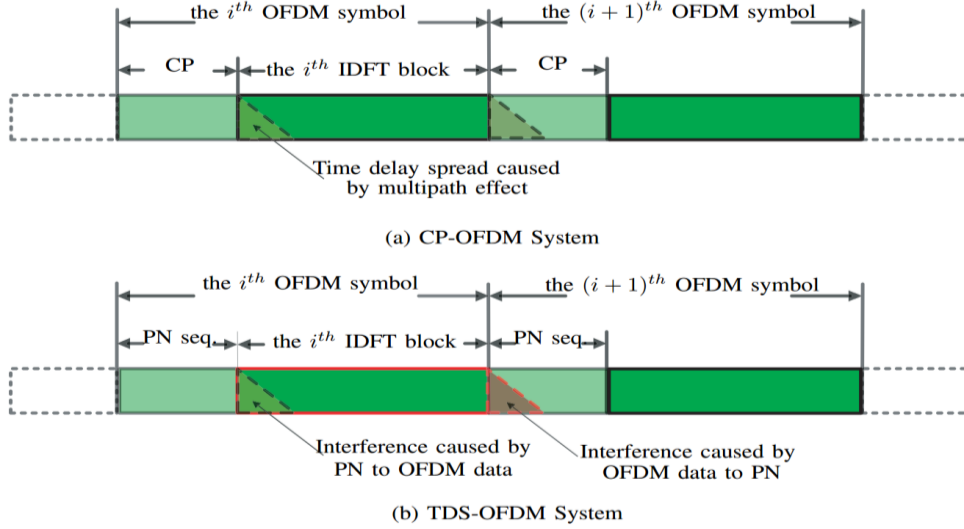 the i^th OFDM symbol
the (i + 1)^th OFDM symbol
CP
the i^th IDFT block
CP
Time delay spread caused
by multipath effect
(a) CP-OFDM System
the i^th OFDM symbol
the (i + 1)^th OFDM symbol
PN seq.
the i^th IDFT block
PN seq.
Interference caused by
PN to OFDM data
Interference caused by
OFDM data to PN
(b) TDS-OFDM System